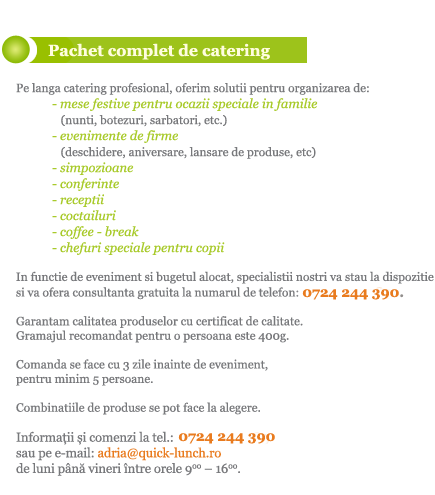 Pachet complet de catering
Pe langa catering profesional, oferim solutii pentru organizarea de:
- mese festive pentru ocazii speciale in familie
(nunti, botezuri, sarbatori, etc.)
- evenimente de firme
(deschidere, aniversare, lansare de produse, etc)
- simpozioane
- conferinte
- receptii
- coctailuri
- coffee - break
- chefuri speciale pentru copii
In functie de eveniment si bugetul alocat, specialistii nostri va stau la dispozitie
si va ofera consultanta gratuita la numarul de telefon: 0724 244 390.
Garantam calitatea produselor cu certificat de calitate.
Gramajul recomandat pentru o persoana este 400g.
Comanda se face cu 3 zile inainte de eveniment,
pentru minim 5 persoane.
Combinatiile de produse se pot face la alegere.
Informații și comenzi la tel.: 0724 244 390
sau pe e-mail: adria@quick-lunch.ro
de luni până vineri între orele 9⁰⁰ – 16⁰⁰.